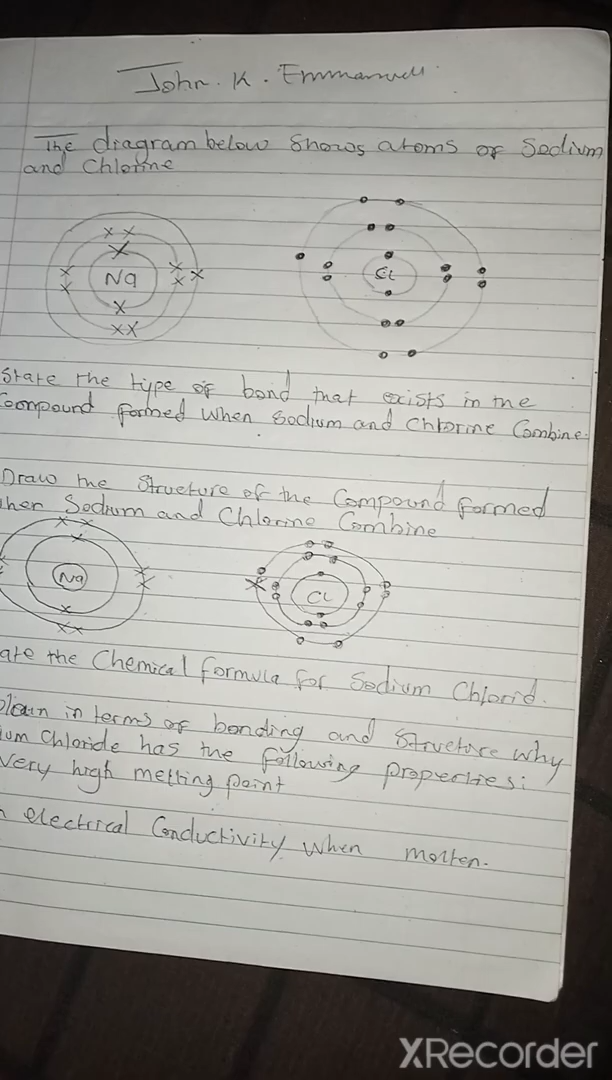 John. K. Emmanuel
The diagram below shows atoms of Sodium
and Chlorine
Na
Cl
State the type of bond that exists in the
Compound formed when Sodium and Chlorine Combine.
Draw the structure of the Compound formed
when Sodium and Chlorine Combine
Na
Cl
ate the Chemical formula for Sodium Chlorid.
plain in terms of bonding and structure why
ium Chloride has the following properties:
very high melting point
electrical Conductivity when molten.
XRecorder